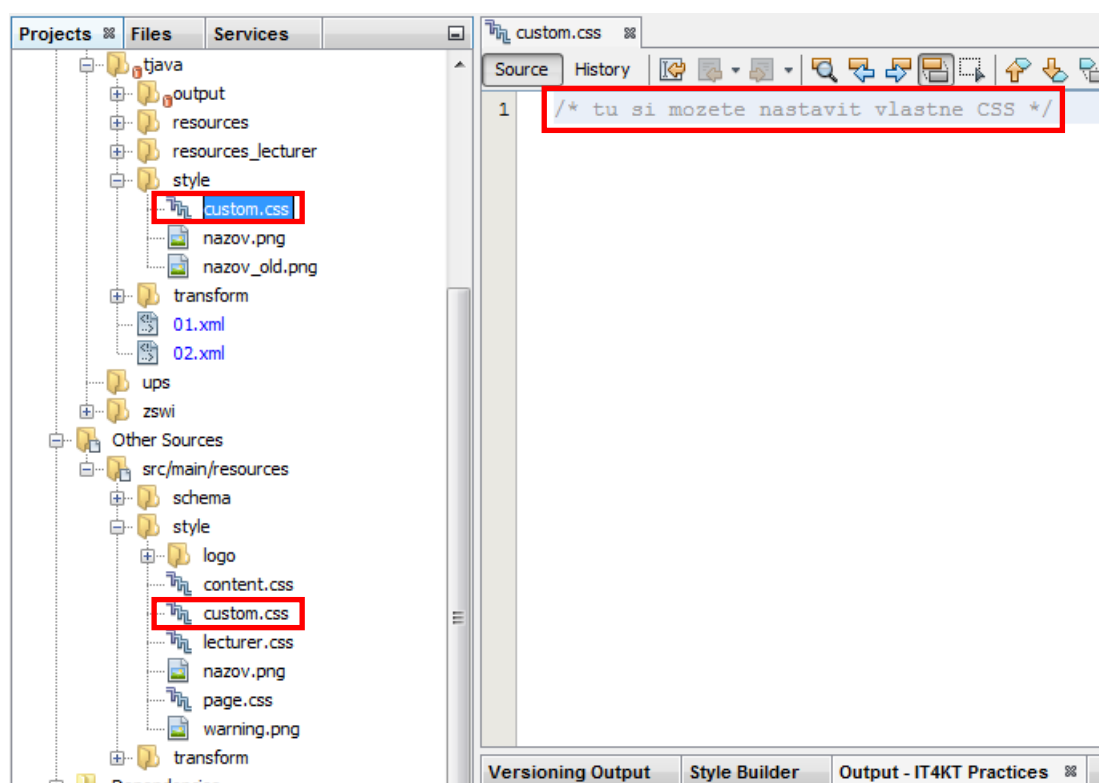 Projects Files Services
tjava
output
resources
resources_lecturer
style
custom.css
nazov.png
nazov_old.png
transform
01.xml
02.xml
ups
zswi
Other Sources
src/main/resources
schema
style
logo
content.css
custom.css
lecturer.css
nazov.png
page.css
warning.png
transform
custom.css
Source History
1 /* tu si mozete nastavit vlastne CSS */
Versioning Output Style Builder Output - IT4KT Practices